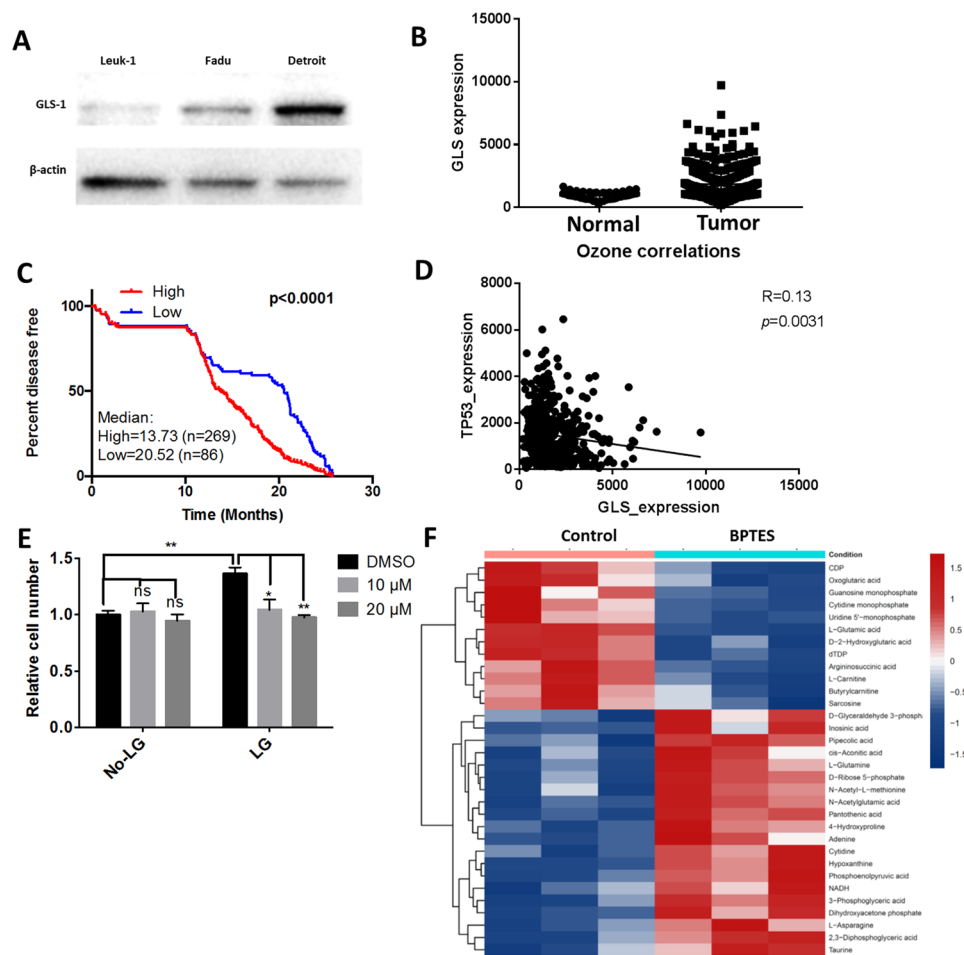 A
Leuk-1 Fadu Detroit
GLS-1
β-actin
B
GLS expression
15000
10000
5000
0
Normal Tumor
C
Percent disease free
100
50
0
High
Low
p<0.0001
Median:
High=13.73 (n=269)
Low=20.52 (n=86)
0 10 20 30
Time (Months)
Ozone correlations
D
TP53_expression
8000
6000
4000
2000
0
R=0.13
p=0.0031
0 5000 10000 15000
GLS_expression
E
Relative cell number
1.5
1.0
0.5
0.0
**
ns
ns
*
**
DMSO
10 µM
20 µM
No-LG LG
F
Control BPTES
Condition
CDP
Oxoglutaric acid
Guanosine monophosphate
Cytidine monophosphate
Uridine 5'-monophosphate
L-Glutamic acid
D-2-Hydroxyglutaric acid
dTDP
Argininosuccinic acid
L-Carnitine
Butyrylcarnitine
Sarcosine
D-Glyceraldehyde 3-phosph
Inosinic acid
Pipecolic acid
cis-Aconitic acid
L-Glutamine
D-Ribose 5-phosphate
N-Acetyl-L-methionine
N-Acetylglutamic acid
Pantothenic acid
4-Hydroxyproline
Adenine
Cytidine
Hypoxanthine
Phosphoenolpyruvic acid
NADH
3-Phosphoglyceric acid
Dihydroxyacetone phosphate
L-Asparagine
2,3-Diphosphoglyceric acid
Taurine
1.5
1
0.5
0
-0.5
-1
-1.5